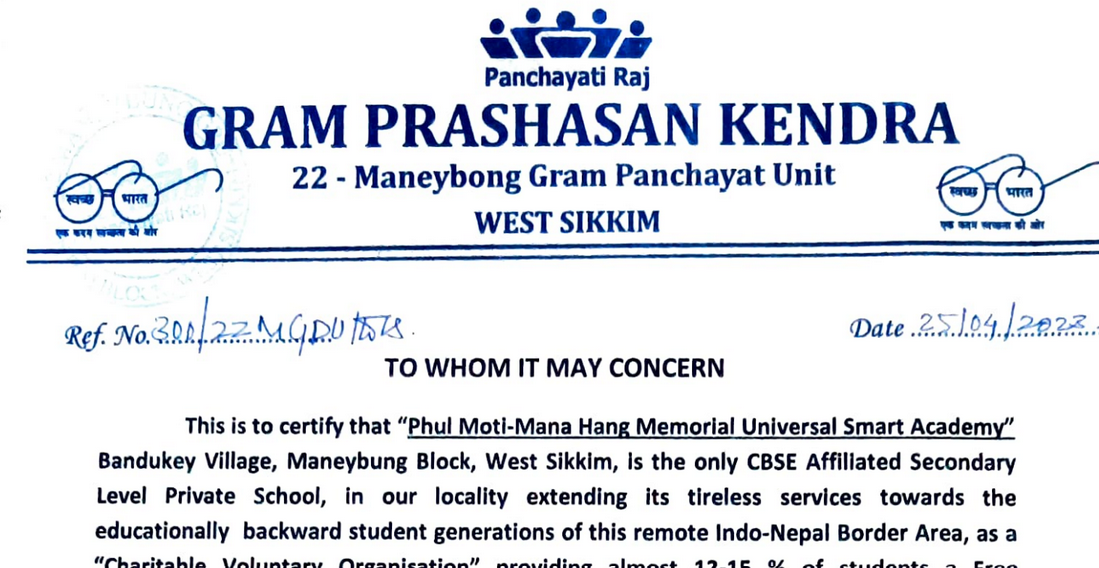 Panchayati Raj
GRAM PRASHASAN KENDRA
22 - Maneybong Gram Panchayat Unit
WEST SIKKIM
स्वच्छ भारत
एक कदम स्वच्छता की ओर
स्वच्छ भारत
एक कदम स्वच्छता की ओर
Ref. No. 300/22MGPU/
Date 25/04/2023
TO WHOM IT MAY CONCERN
This is to certify that “Phul Moti-Mana Hang Memorial Universal Smart Academy”
Bandukey Village, Maneybung Block, West Sikkim, is the only CBSE Affiliated Secondary
Level Private School, in our locality extending its tireless services towards the
educationally backward student generations of this remote Indo-Nepal Border Area, as a
“Charitable Voluntary Organisation” providing almost 12-15 % of students a Free